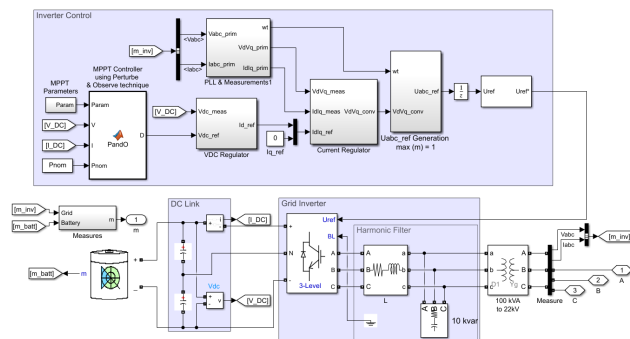 Inverter Control
[m_inv]
<Vabc>
<Iabc>
Vabc_prim
Iabc_prim
wt
VdVq_prim
IdIq_prim
PLL & Measurements1
MPPT Controller
using Perturbe
& Observe technique
MPPT
Parameters
Param
[V_DC]
[I_DC]
Pnom
Param
V
I
Pnom
PandO
D
[V_DC]
Vdc_meas
Vdc_ref
Id_ref
VDC Regulator
0
Iq_ref
VdVq_meas
IdIq_meas
IdIq_ref
VdVq_conv
Current Regulator
wt
VdVq_conv
Uabc_ref
Uabc_ref Generation
max (m) = 1
1
z
Uref
Uref*
[m_inv]
[m_batt]
Grid
Battery
m
Measures
1
m
[m_batt]
m
+
_
DC Link
i
+
-
[I_DC]
Vdc
+
-
v
[V_DC]
Grid Inverter
+
N
-
Uref
BL
A
B
C
3-Level
Harmonic Filter
A
B
C
a
b
c
L
A
B
C
10 kvar
a
b
c
A
B
C
D1
Yg
100 kVA
to 22kV
Vabc
Iabc
A
B
C
Measure
[m_inv]
1
A
2
B
3
C